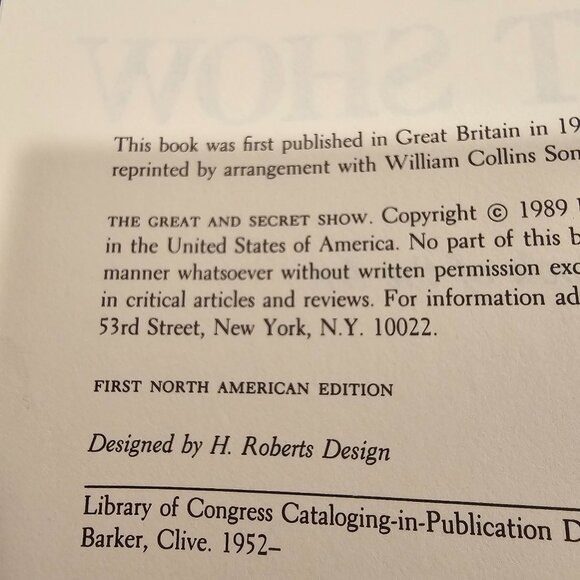 This book was first published in Great Britain in 19
reprinted by arrangement with William Collins Son
THE GREAT AND SECRET SHOW. Copyright © 1989
in the United States of America. No part of this b
manner whatsoever without written permission exc
in critical articles and reviews. For information ad
53rd Street, New York, N.Y. 10022.
FIRST NORTH AMERICAN EDITION
Designed by H. Roberts Design
Library of Congress Cataloging-in-Publication D
Barker, Clive. 1952–